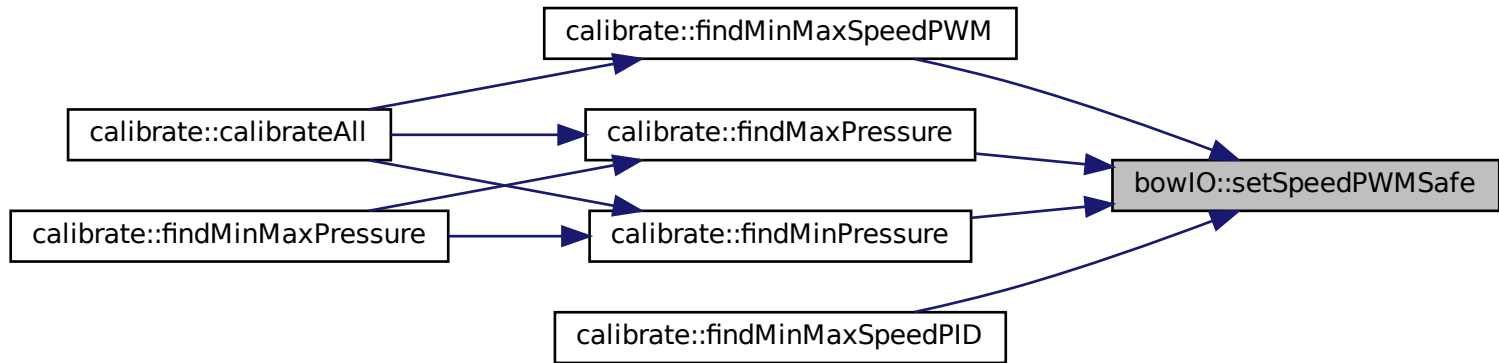 calibrate::findMinMaxSpeedPWM
calibrate::calibrateAll
calibrate::findMaxPressure
bowIO::setSpeedPWMSafe
calibrate::findMinMaxPressure
calibrate::findMinPressure
calibrate::findMinMaxSpeedPID